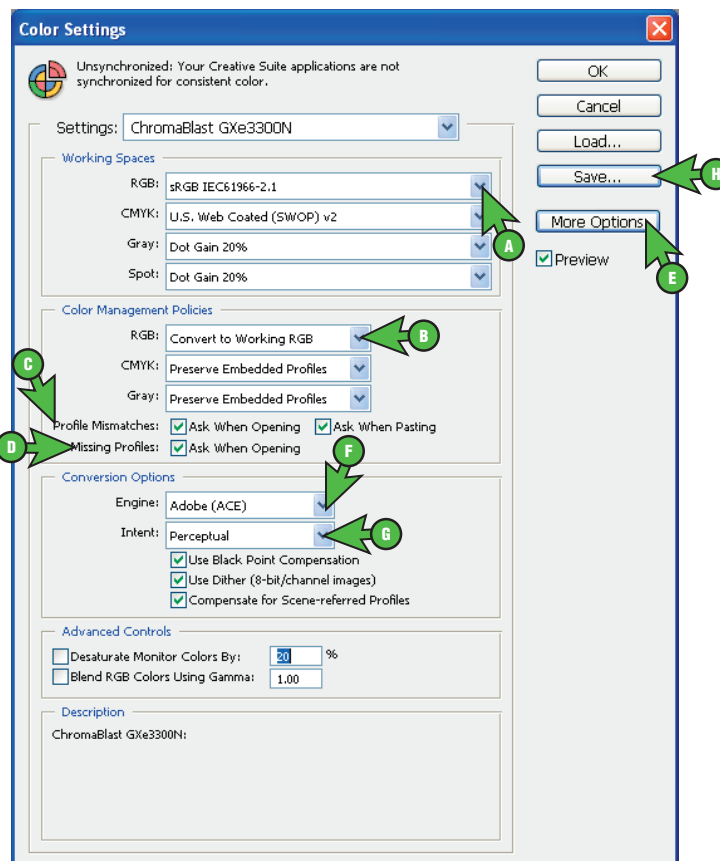 Color Settings
Unsynchronized: Your Creative Suite applications are not
synchronized for consistent color.
OK
Cancel
Load...
Save...
H
More Options
E
Preview
Settings: ChromaBlast GXe3300N
Working Spaces
RGB: sRGB IEC61966-2.1
CMYK: U.S. Web Coated (SWOP) v2
A
Gray: Dot Gain 20%
Spot: Dot Gain 20%
Color Management Policies
RGB: Convert to Working RGB
B
CMYK: Preserve Embedded Profiles
C
Gray: Preserve Embedded Profiles
Profile Mismatches: Ask When Opening Ask When Pasting
D
Missing Profiles: Ask When Opening
F
Conversion Options
Engine: Adobe (ACE)
Intent: Perceptual
G
Use Black Point Compensation
Use Dither (8-bit/channel images)
Compensate for Scene-referred Profiles
Advanced Controls
Desaturate Monitor Colors By: 20 %
Blend RGB Colors Using Gamma: 1.00
Description
ChromaBlast GXe3300N: